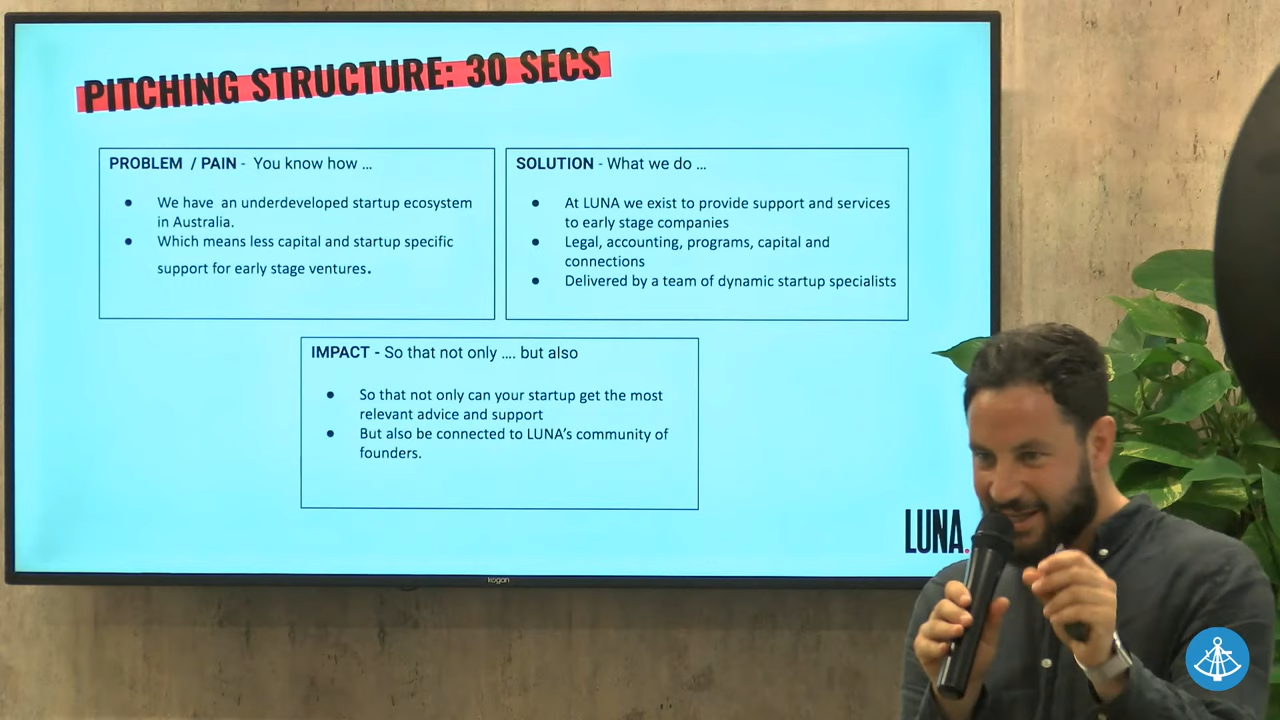 PITCHING STRUCTURE: 30 SECS
PROBLEM / PAIN - You know how ...
● We have an underdeveloped startup ecosystem
in Australia.
● Which means less capital and startup specific
support for early stage ventures.
SOLUTION - What we do ...
● At LUNA we exist to provide support and services
to early stage companies
● Legal, accounting, programs, capital and
connections
● Delivered by a team of dynamic startup specialists
IMPACT - So that not only .... but also
● So that not only can your startup get the most
relevant advice and support
● But also be connected to LUNA's community of
founders.
LUNA.
kogan